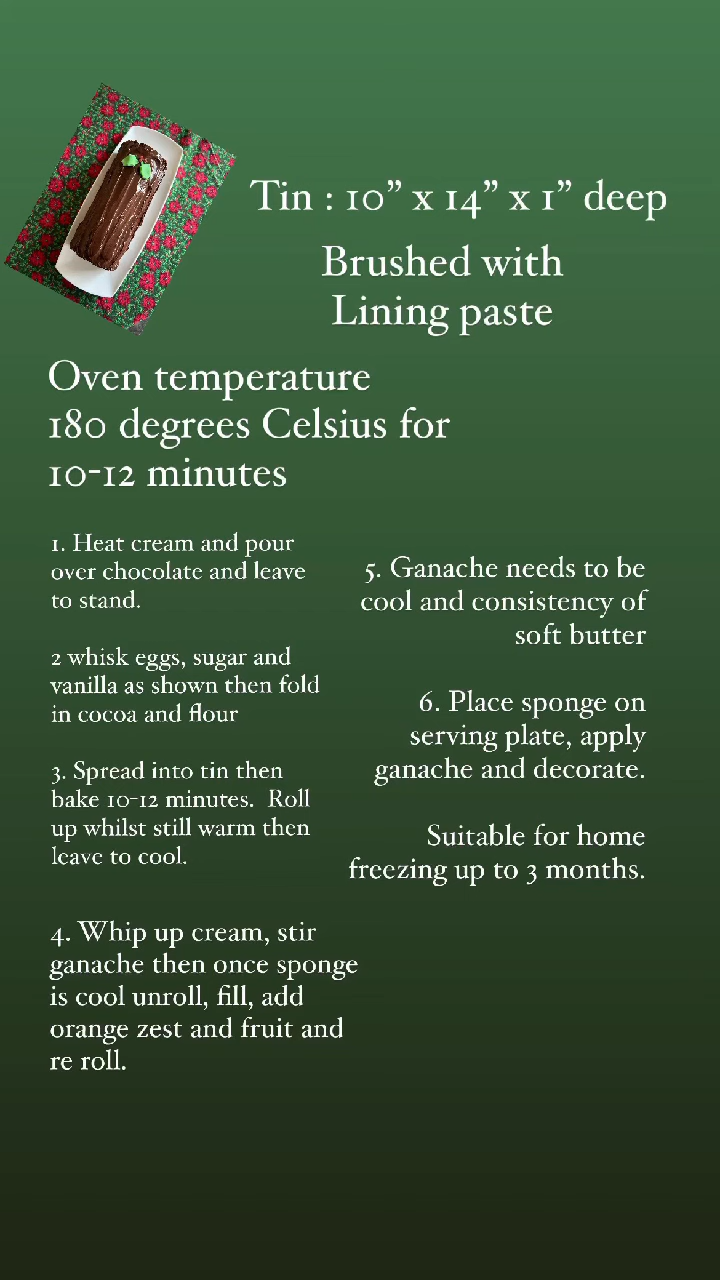 Tin : 10” x 14” x 1” deep
Brushed with
Lining paste
Oven temperature
180 degrees Celsius for
10-12 minutes
1. Heat cream and pour
over chocolate and leave
to stand.
2 whisk eggs, sugar and
vanilla as shown then fold
in cocoa and flour
3. Spread into tin then
bake 10-12 minutes.  Roll
up whilst still warm then
leave to cool.
4. Whip up cream, stir
ganache then once sponge
is cool unroll, fill, add
orange zest and fruit and
re roll.
5. Ganache needs to be
cool and consistency of
soft butter
6. Place sponge on
serving plate, apply
ganache and decorate.
Suitable for home
freezing up to 3 months.